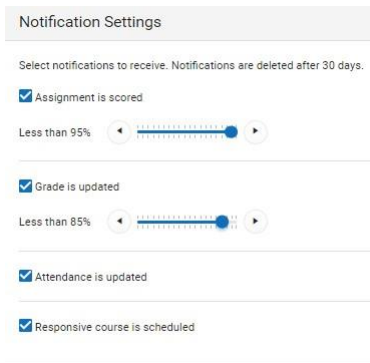 Notification Settings
Select notifications to receive. Notifications are deleted after 30 days.
Assignment is scored
Less than 95%
Grade is updated
Less than 85%
Attendance is updated
Responsive course is scheduled